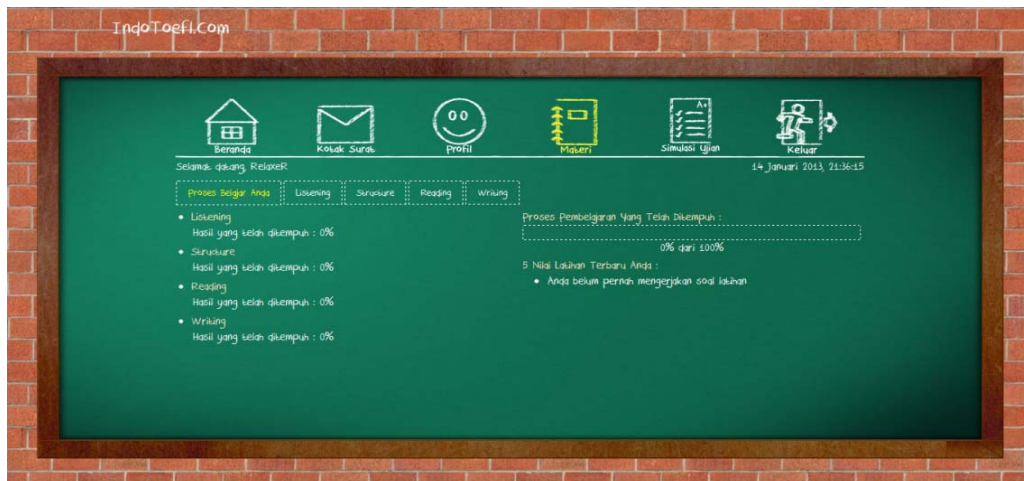 IndoToefl.Com
A+
Beranda
Kotak Surat
Profil
Materi
Simulasi Ujian
Keluar
Selamat datang, RelaxeR
14 Januari 2013, 21:36:15
Proses Belajar Anda
Listening
Structure
Reading
Writing
• Listening
Hasil yang telah ditempuh : 0%
• Structure
Hasil yang telah ditempuh : 0%
• Reading
Hasil yang telah ditempuh : 0%
• Writing
Hasil yang telah ditempuh : 0%
Proses Pembelajaran Yang Telah Ditempuh :
0% dari 100%
5 Nilai Latihan Terbaru Anda :
• Anda belum pernah mengerjakan soal latihan